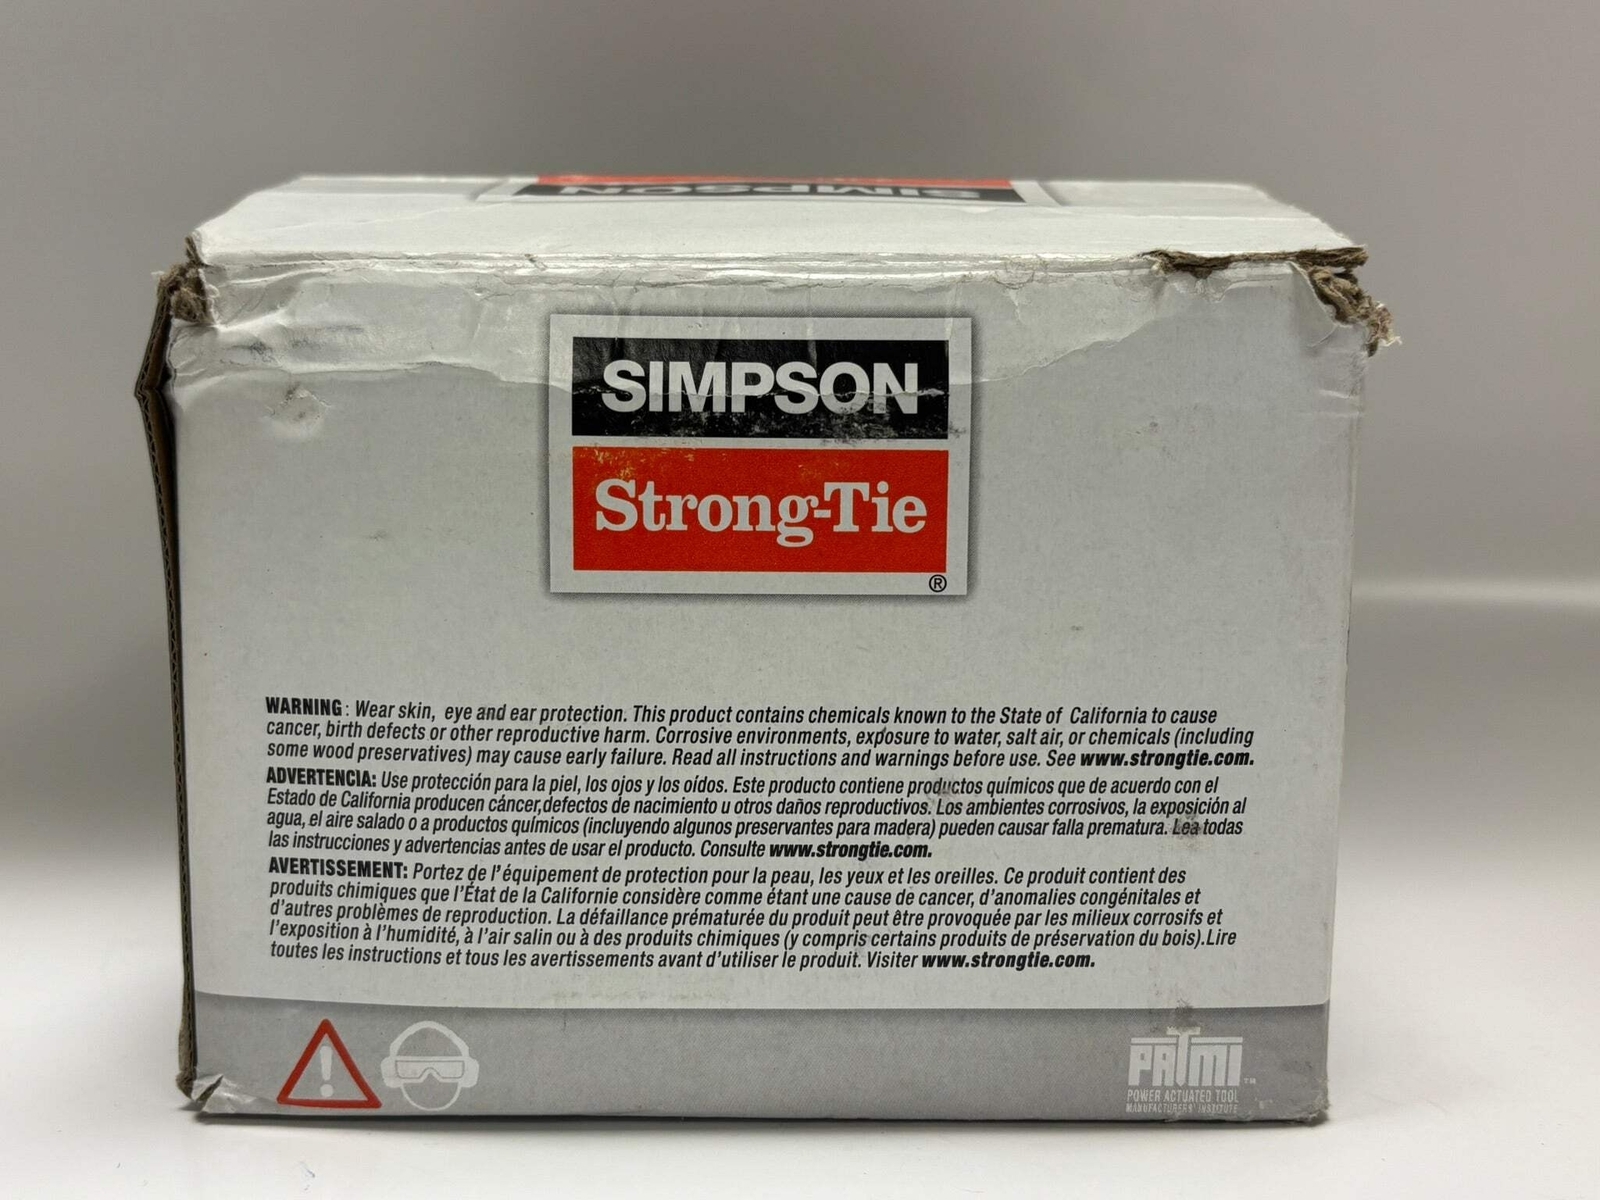 SIMPSON
SIMPSON
Strong-Tie
®
WARNING: Wear skin, eye and ear protection. This product contains chemicals known to the State of California to cause
cancer, birth defects or other reproductive harm. Corrosive environments, exposure to water, salt air, or chemicals (including
some wood preservatives) may cause early failure. Read all instructions and warnings before use. See www.strongtie.com.
ADVERTENCIA: Use protección para la piel, los ojos y los oídos. Este producto contiene productos químicos que de acuerdo con el
Estado de California producen cáncer,defectos de nacimiento u otros daños reproductivos. Los ambientes corrosivos, la exposición al
agua, el aire salado o a productos químicos (incluyendo algunos preservantes para madera) pueden causar falla prematura. Lea todas
las instrucciones y advertencias antes de usar el producto. Consulte www.strongtie.com.
AVERTISSEMENT: Portez de l'équipement de protection pour la peau, les yeux et les oreilles. Ce produit contient des
produits chimiques que l'État de la Californie considère comme étant une cause de cancer, d'anomalies congénitales et
d'autres problèmes de reproduction. La défaillance prématurée du produit peut être provoquée par les milieux corrosifs et
l'exposition à l'humidité, à l'air salin ou à des produits chimiques (y compris certains produits de préservation du bois).Lire
toutes les instructions et tous les avertissements avant d'utiliser le produit. Visiter www.strongtie.com.
PATMI™
POWER ACTUATED TOOL
MANUFACTURERS' INSTITUTE